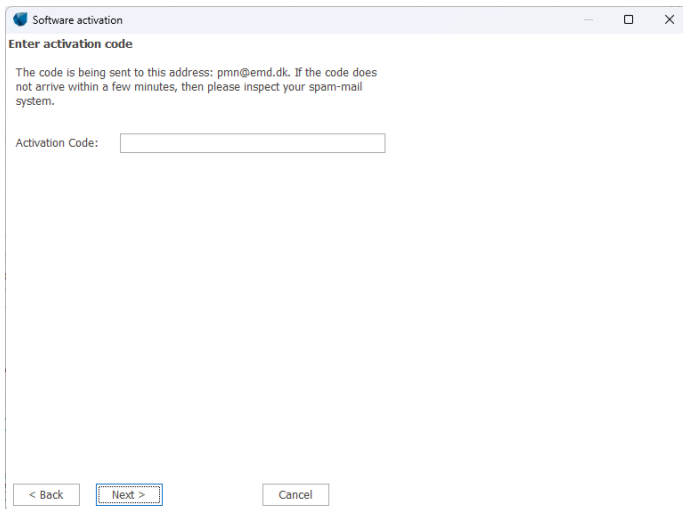 Software activation
Enter activation code
The code is being sent to this address: pmn@emd.dk. If the code does
not arrive within a few minutes, then please inspect your spam-mail
system.
Activation Code:
< Back Next > Cancel